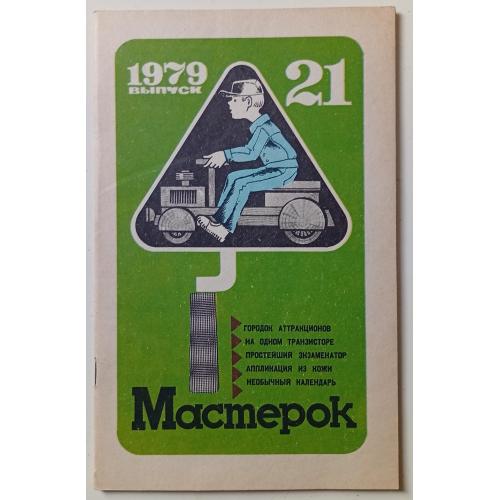 1979
ВЫПУСК
21
ГОРОДОК АТТРАКЦИОНОВ
НА ОДНОМ ТРАНЗИСТОРЕ
ПРОСТЕЙШИЙ ЭКЗАМЕНАТОР
АППЛИКАЦИЯ ИЗ КОЖИ
НЕОБЫЧНЫЙ КАЛЕНДАРЬ
Мастерок